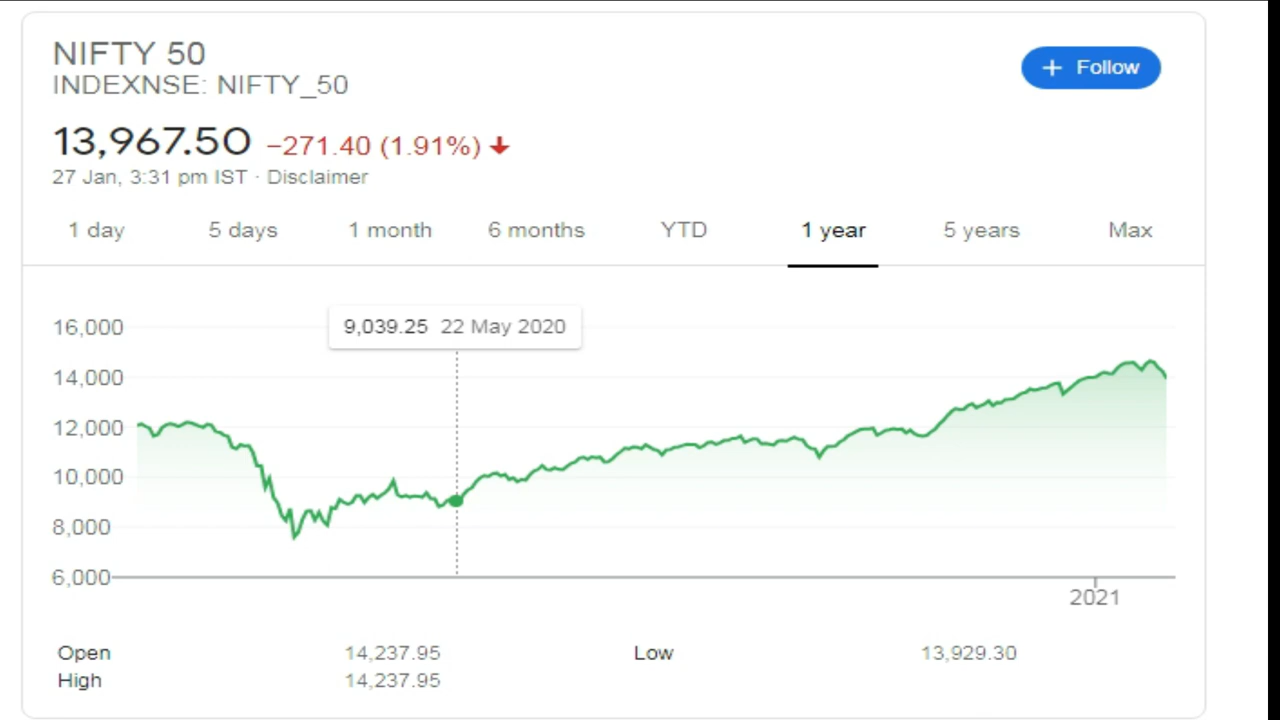 NIFTY 50
INDEXNSE: NIFTY_50
+ Follow
13,967.50 −271.40 (1.91%) ↓
27 Jan, 3:31 pm IST · Disclaimer
1 day 5 days 1 month 6 months YTD 1 year 5 years Max
9,039.25 22 May 2020
16,000
14,000
12,000
10,000
8,000
6,000
2021
Open 14,237.95 Low 13,929.30
High 14,237.95